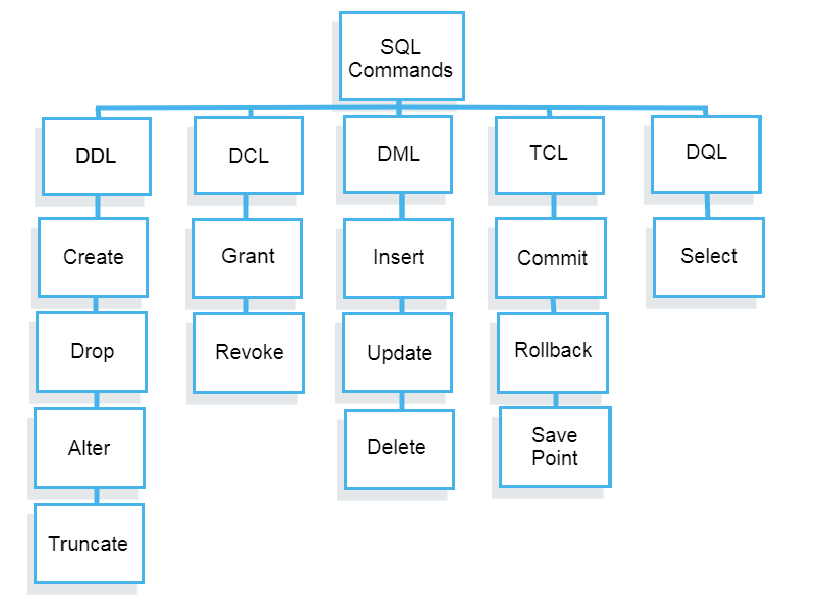 SQL
Commands
DDL
DCL
DML
TCL
DQL
Create
Grant
Insert
Commit
Select
Drop
Revoke
Update
Rollback
Alter
Delete
Save
Point
Truncate